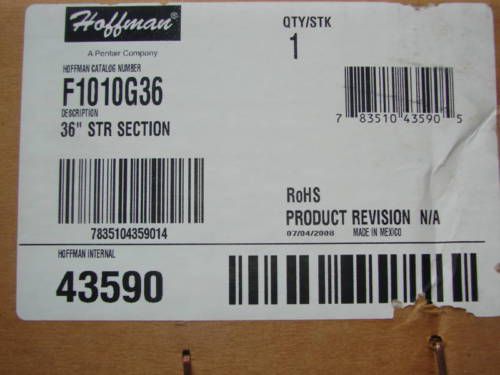 Hoffman®
A Pentair Company
HOFFMAN CATALOG NUMBER
F1010G36
DESCRIPTION
36" STR SECTION
7835104359014
QTY/STK
1
7 83510 43590 5
RoHS
PRODUCT REVISION N/A
07/04/2008 MADE IN MEXICO
HOFFMAN INTERNAL
43590